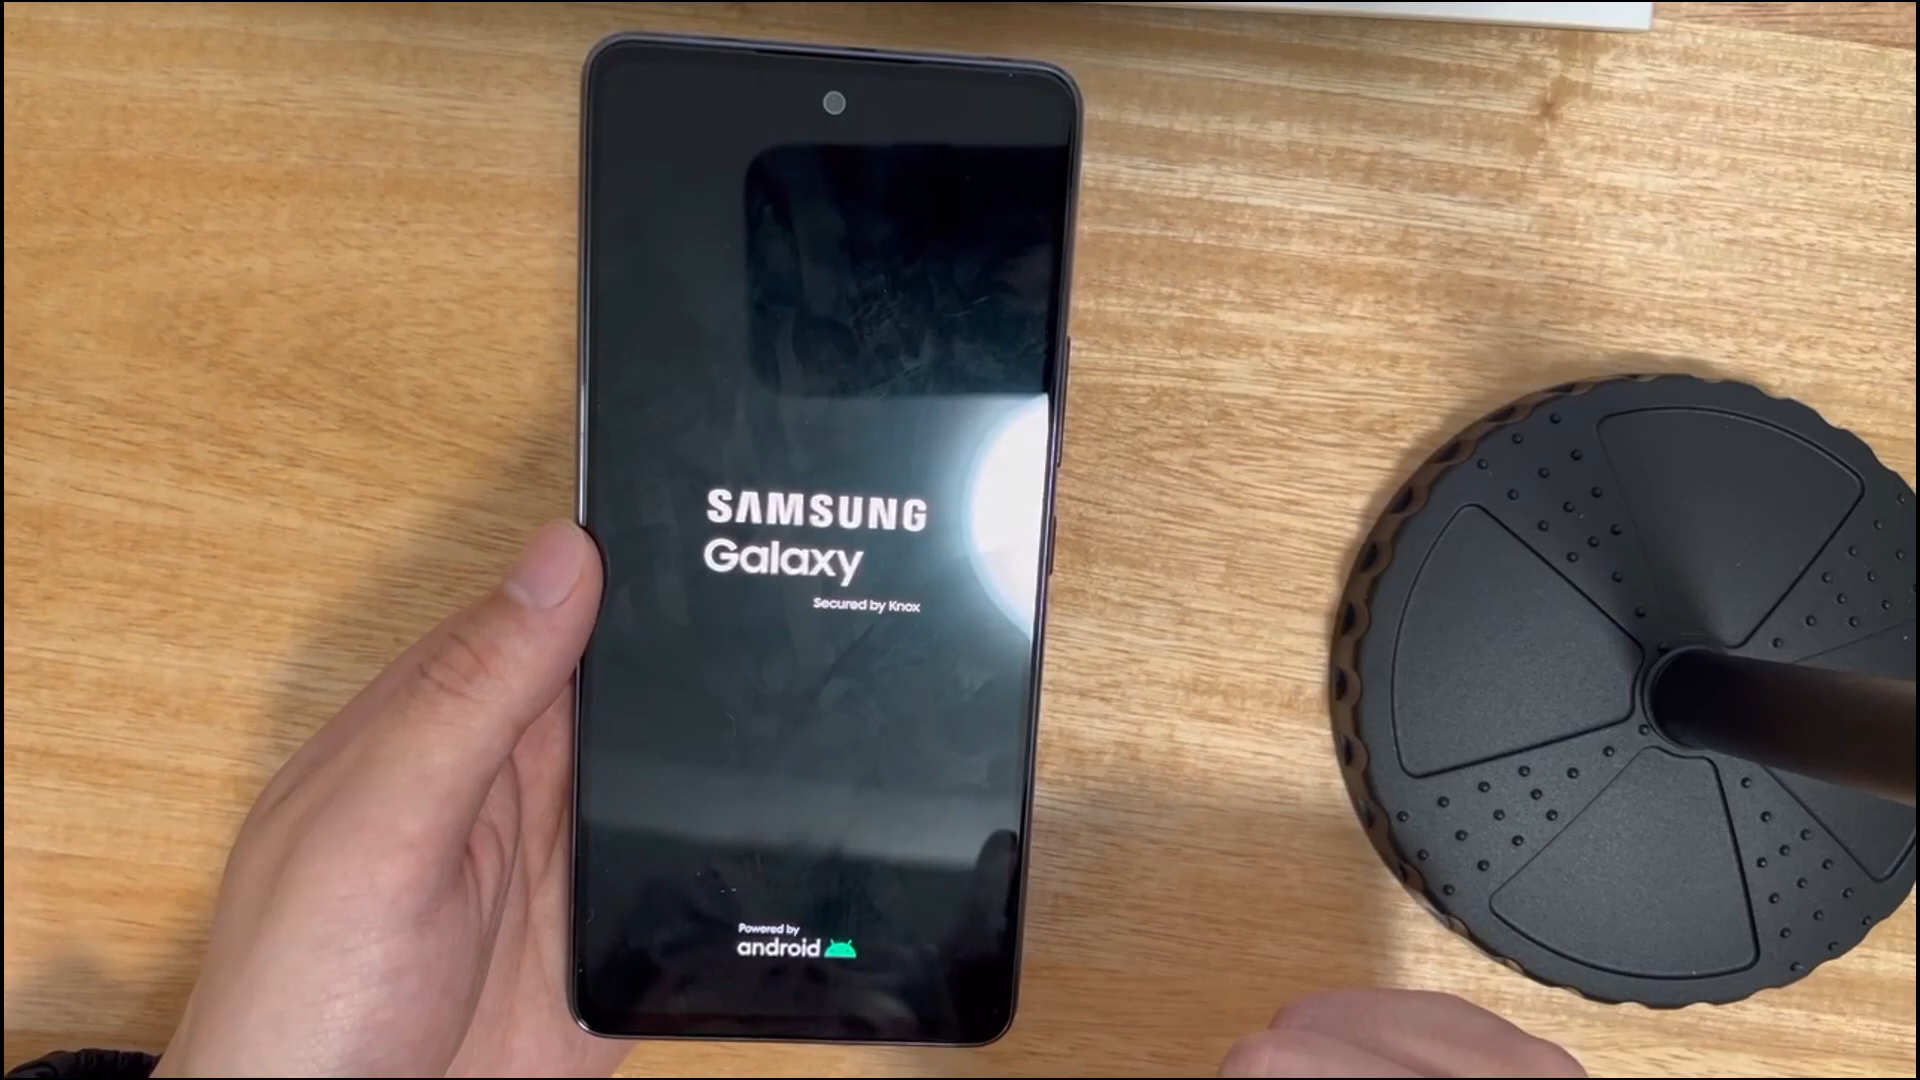 SAMSUNG
Galaxy
Secured by Knox
Powered by
android